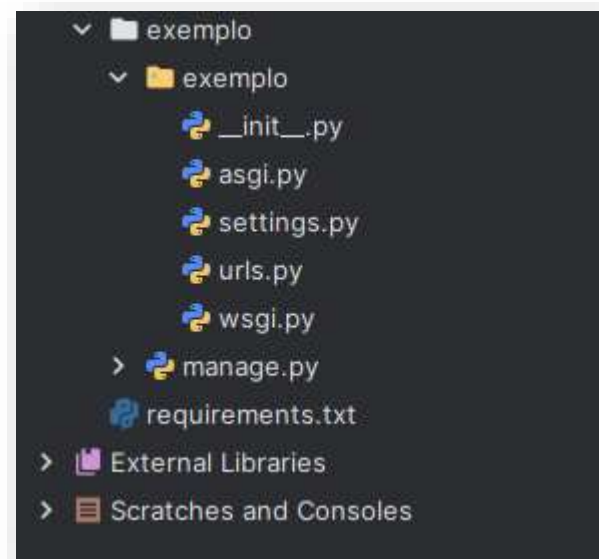 exemplo
exemplo
__init__.py
asgi.py
settings.py
urls.py
wsgi.py
manage.py
requirements.txt
External Libraries
Scratches and Consoles